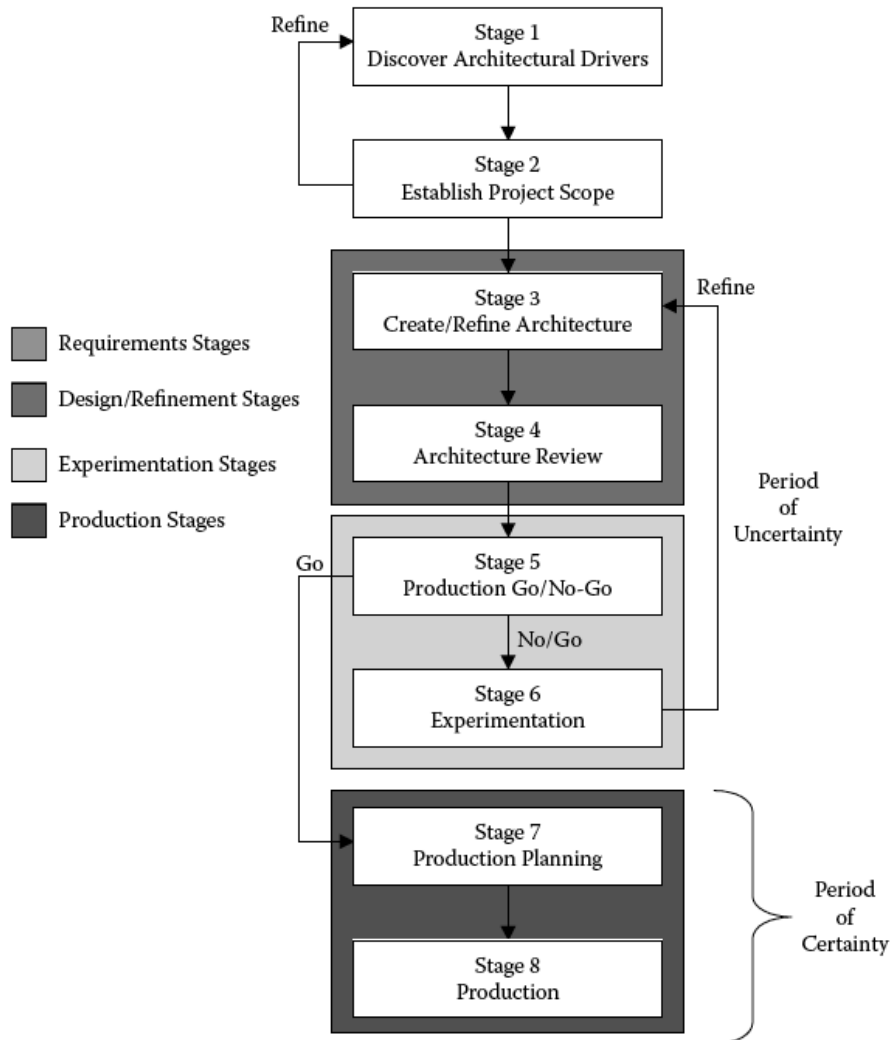 Refine
Stage 1
Discover Architectural Drivers
Stage 2
Establish Project Scope
Stage 3
Create/Refine Architecture
Refine
Requirements Stages
Design/Refinement Stages
Stage 4
Architecture Review
Experimentation Stages
Period
of
Uncertainty
Production Stages
Go
Stage 5
Production Go/No-Go
No/Go
Stage 6
Experimentation
Stage 7
Production Planning
Period
of
Certainty
Stage 8
Production